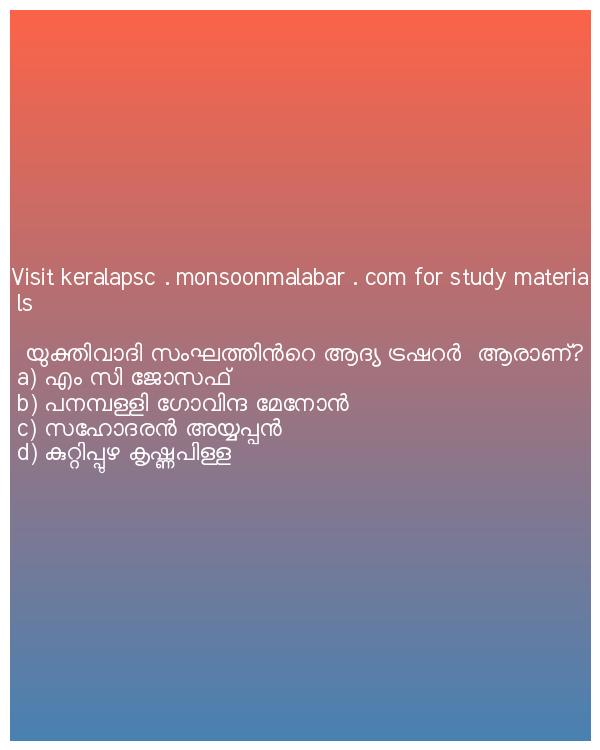 Visit keralapsc . monsoonmalabar . com for study materia
ls
യുക്തിവാദി സംഘത്തിൻറെ ആദ്യ ട്രഷറർ ആരാണ്?
a) എം സി ജോസഫ്
b) പനമ്പള്ളി ഗോവിന്ദ മേനോൻ
c) സഹോദരൻ അയ്യപ്പൻ
d) കുറ്റിപ്പുഴ കൃഷ്ണപിള്ള